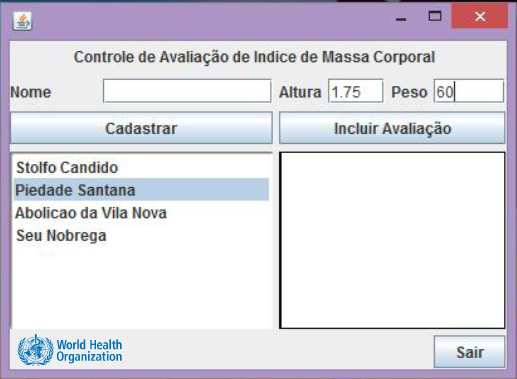 Controle de Avaliação de Indice de Massa Corporal
Nome
Altura 1.75 Peso 60
Cadastrar
Incluir Avaliação
Stolfo Candido
Piedade Santana
Abolicao da Vila Nova
Seu Nobrega
World Health
Organization
Sair